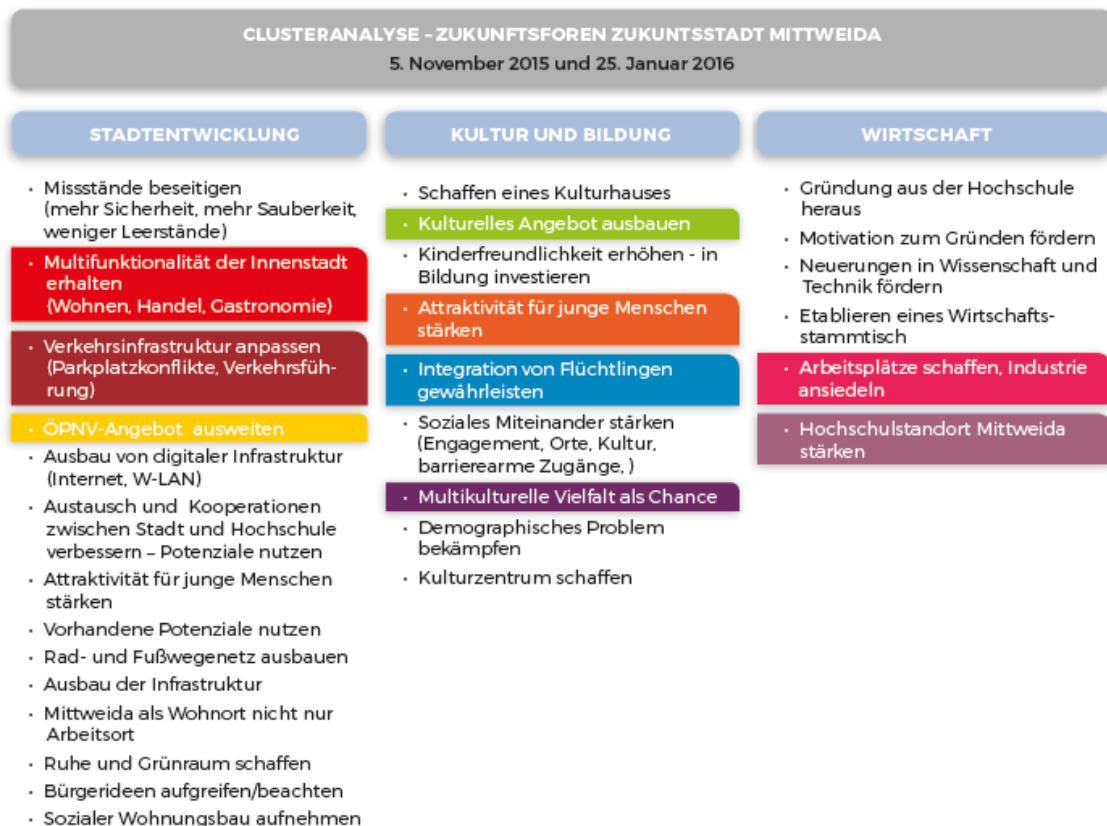 CLUSTERANALYSE – ZUKUNFTSFOREN ZUKUNTSSTADT MITTWEIDA
5. November 2015 und 25. Januar 2016
STADTENTWICKLUNG
· Missstände beseitigen
(mehr Sicherheit, mehr Sauberkeit,
weniger Leerstände)
· Multifunktionalität der Innenstadt
erhalten
(Wohnen, Handel, Gastronomie)
· Verkehrsinfrastruktur anpassen
(Parkplatzkonflikte, Verkehrsfüh-
rung)
· ÖPNV-Angebot ausweiten
· Ausbau von digitaler Infrastruktur
(Internet, W-LAN)
· Austausch und Kooperationen
zwischen Stadt und Hochschule
verbessern – Potenziale nutzen
· Attraktivität für junge Menschen
stärken
· Vorhandene Potenziale nutzen
· Rad- und Fußwegenetz ausbauen
· Ausbau der Infrastruktur
· Mittweida als Wohnort nicht nur
Arbeitsort
· Ruhe und Grünraum schaffen
· Bürgerideen aufgreifen/beachten
· Sozialer Wohnungsbau aufnehmen
KULTUR UND BILDUNG
· Schaffen eines Kulturhauses
· Kulturelles Angebot ausbauen
· Kinderfreundlichkeit erhöhen - in
Bildung investieren
· Attraktivität für junge Menschen
stärken
· Integration von Flüchtlingen
gewährleisten
· Soziales Miteinander stärken
(Engagement, Orte, Kultur,
barrierearme Zugänge, )
· Multikulturelle Vielfalt als Chance
· Demographisches Problem
bekämpfen
· Kulturzentrum schaffen
WIRTSCHAFT
· Gründung aus der Hochschule
heraus
· Motivation zum Gründen fördern
· Neuerungen in Wissenschaft und
Technik fördern
· Etablieren eines Wirtschafts-
stammtisch
· Arbeitsplätze schaffen, Industrie
ansiedeln
· Hochschulstandort Mittweida
stärken